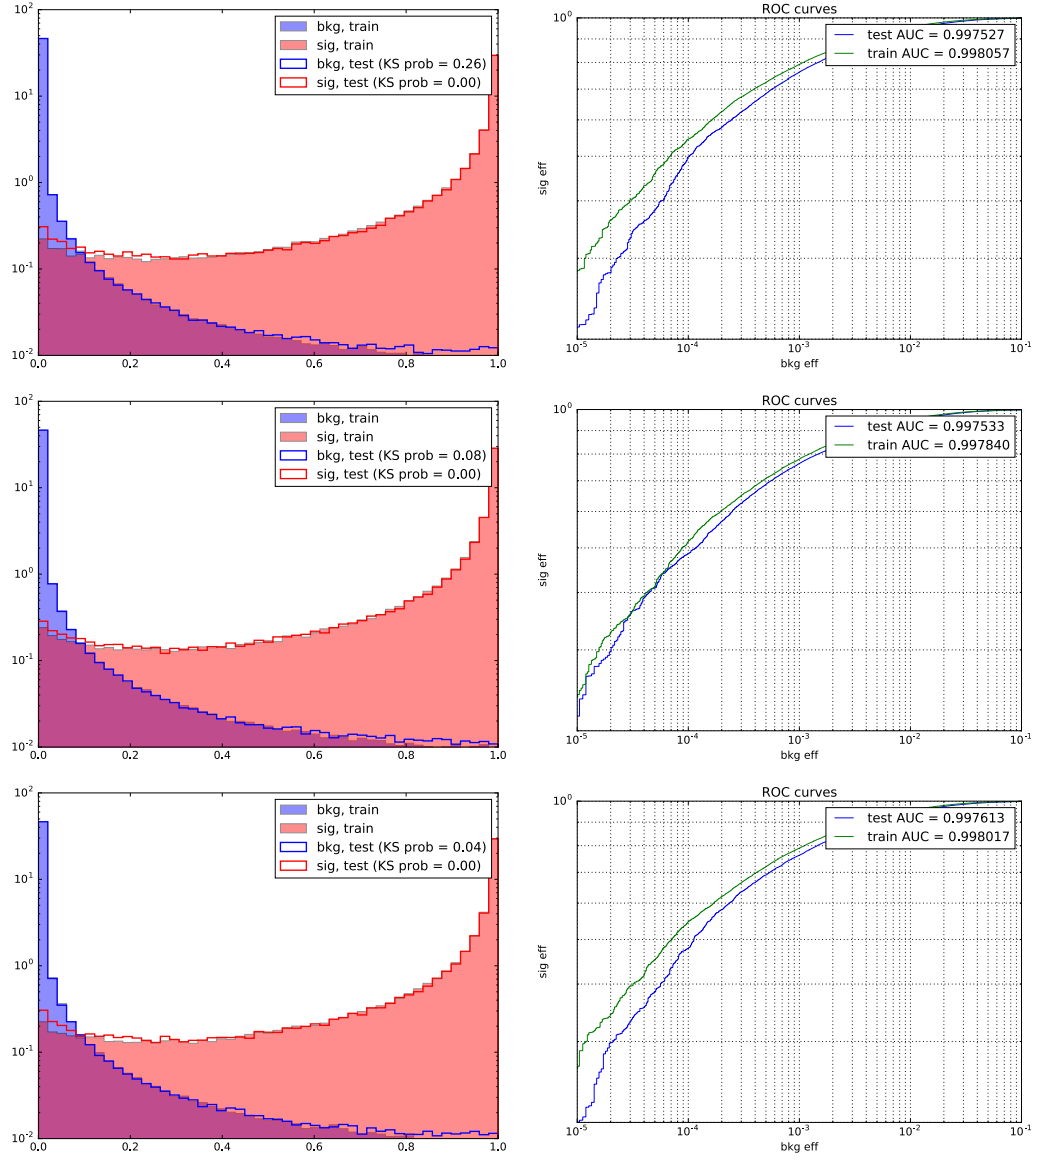 10^2
10^1
10^0
10^-1
10^-2
0.0 0.2 0.4 0.6 0.8 1.0
bkg, train
sig, train
bkg, test (KS prob = 0.26)
sig, test (KS prob = 0.00)
ROC curves
10^0
sig eff
test AUC = 0.997527
train AUC = 0.998057
10^-5 10^-4 10^-3 10^-2 10^-1
bkg eff
10^2
10^1
10^0
10^-1
10^-2
0.0 0.2 0.4 0.6 0.8 1.0
bkg, train
sig, train
bkg, test (KS prob = 0.08)
sig, test (KS prob = 0.00)
ROC curves
10^0
sig eff
test AUC = 0.997533
train AUC = 0.997840
10^-5 10^-4 10^-3 10^-2 10^-1
bkg eff
10^2
10^1
10^0
10^-1
10^-2
0.0 0.2 0.4 0.6 0.8 1.0
bkg, train
sig, train
bkg, test (KS prob = 0.04)
sig, test (KS prob = 0.00)
ROC curves
10^0
sig eff
test AUC = 0.997613
train AUC = 0.998017
10^-5 10^-4 10^-3 10^-2 10^-1
bkg eff